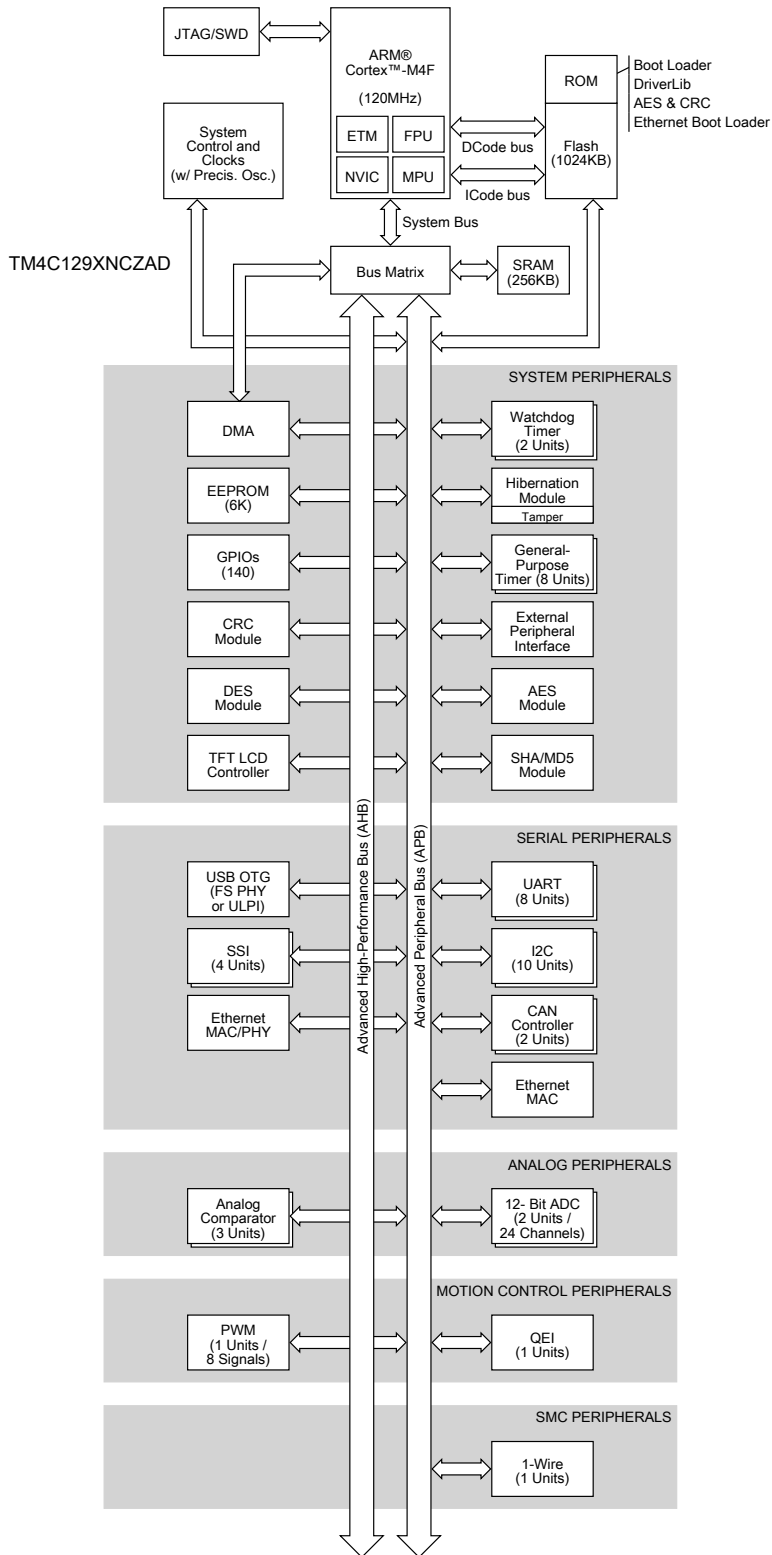 JTAG/SWD
ARM®
Cortex™-M4F
(120MHz)
ETM
FPU
NVIC
MPU
ROM
Flash
(1024KB)
Boot Loader
DriverLib
AES & CRC
Ethernet Boot Loader
DCode bus
ICode bus
System
Control and
Clocks
(w/ Precis. Osc.)
System Bus
TM4C129XNCZAD
Bus Matrix
SRAM
(256KB)
SYSTEM PERIPHERALS
DMA
Watchdog
Timer
(2 Units)
EEPROM
(6K)
Hibernation
Module
Tamper
GPIOs
(140)
General-
Purpose
Timer (8 Units)
CRC
Module
External
Peripheral
Interface
DES
Module
AES
Module
TFT LCD
Controller
SHA/MD5
Module
Advanced High-Performance Bus (AHB)
Advanced Peripheral Bus (APB)
SERIAL PERIPHERALS
USB OTG
(FS PHY
or ULPI)
UART
(8 Units)
SSI
(4 Units)
I2C
(10 Units)
Ethernet
MAC/PHY
CAN
Controller
(2 Units)
Ethernet
MAC
ANALOG PERIPHERALS
Analog
Comparator
(3 Units)
12- Bit ADC
(2 Units /
24 Channels)
MOTION CONTROL PERIPHERALS
PWM
(1 Units /
8 Signals)
QEI
(1 Units)
SMC PERIPHERALS
1-Wire
(1 Units)